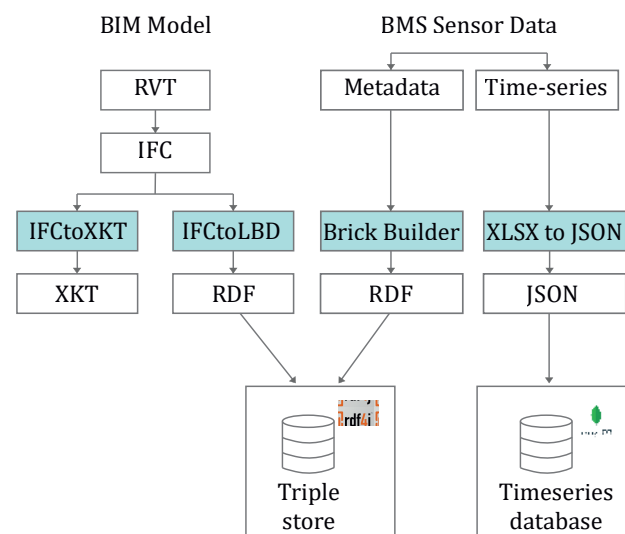 BIM Model
BMS Sensor Data
RVT
Metadata
Time-series
IFC
IFCtoXKT
IFCtoLBD
Brick Builder
XLSX to JSON
XKT
RDF
RDF
JSON
rdf4j
Triple
store
Timeseries
database